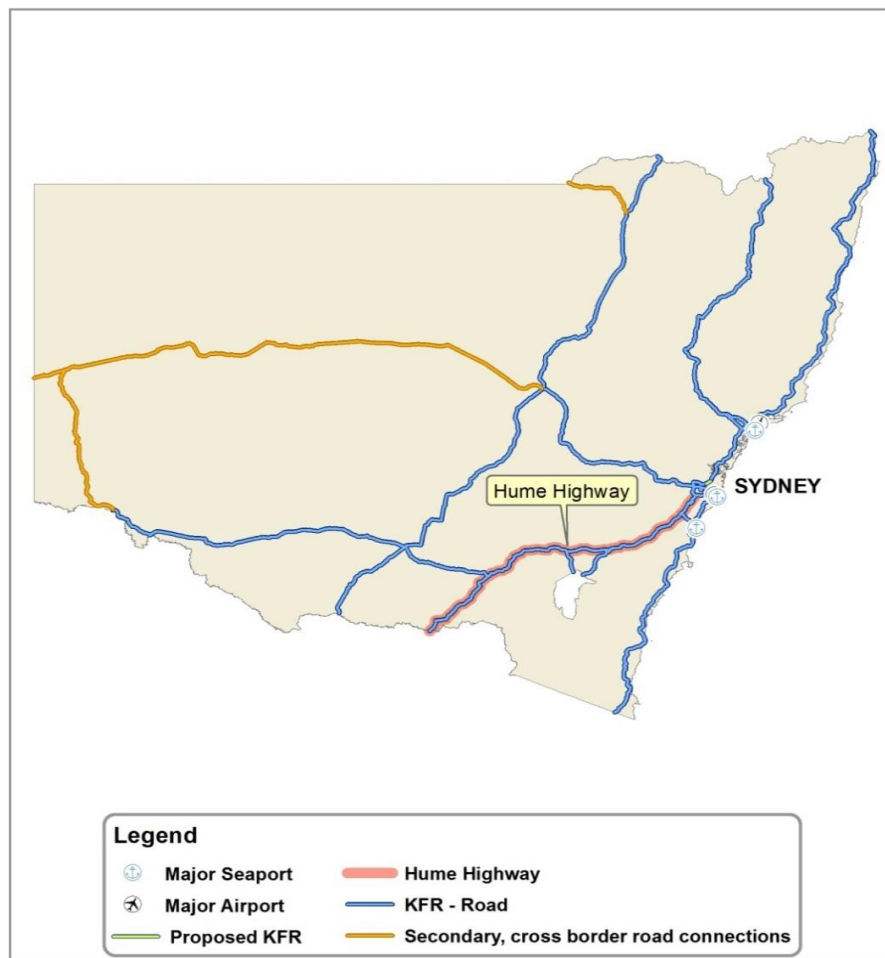 Hume Highway
SYDNEY
Legend
Major Seaport
Hume Highway
Major Airport
KFR - Road
Proposed KFR
Secondary, cross border road connections